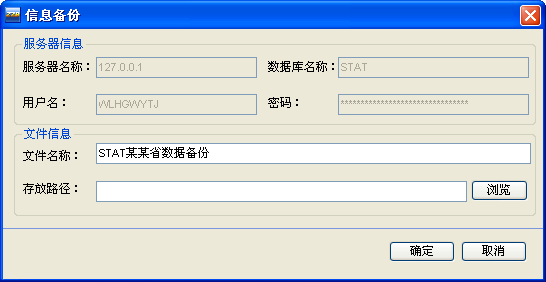 信息备份
服务器信息
服务器名称： 127.0.0.1 数据库名称： STAT
用户名： WLHGWYTJ 密码： ********************************
文件信息
文件名称： STAT某某省数据备份
存放路径： 浏览
确定 取消